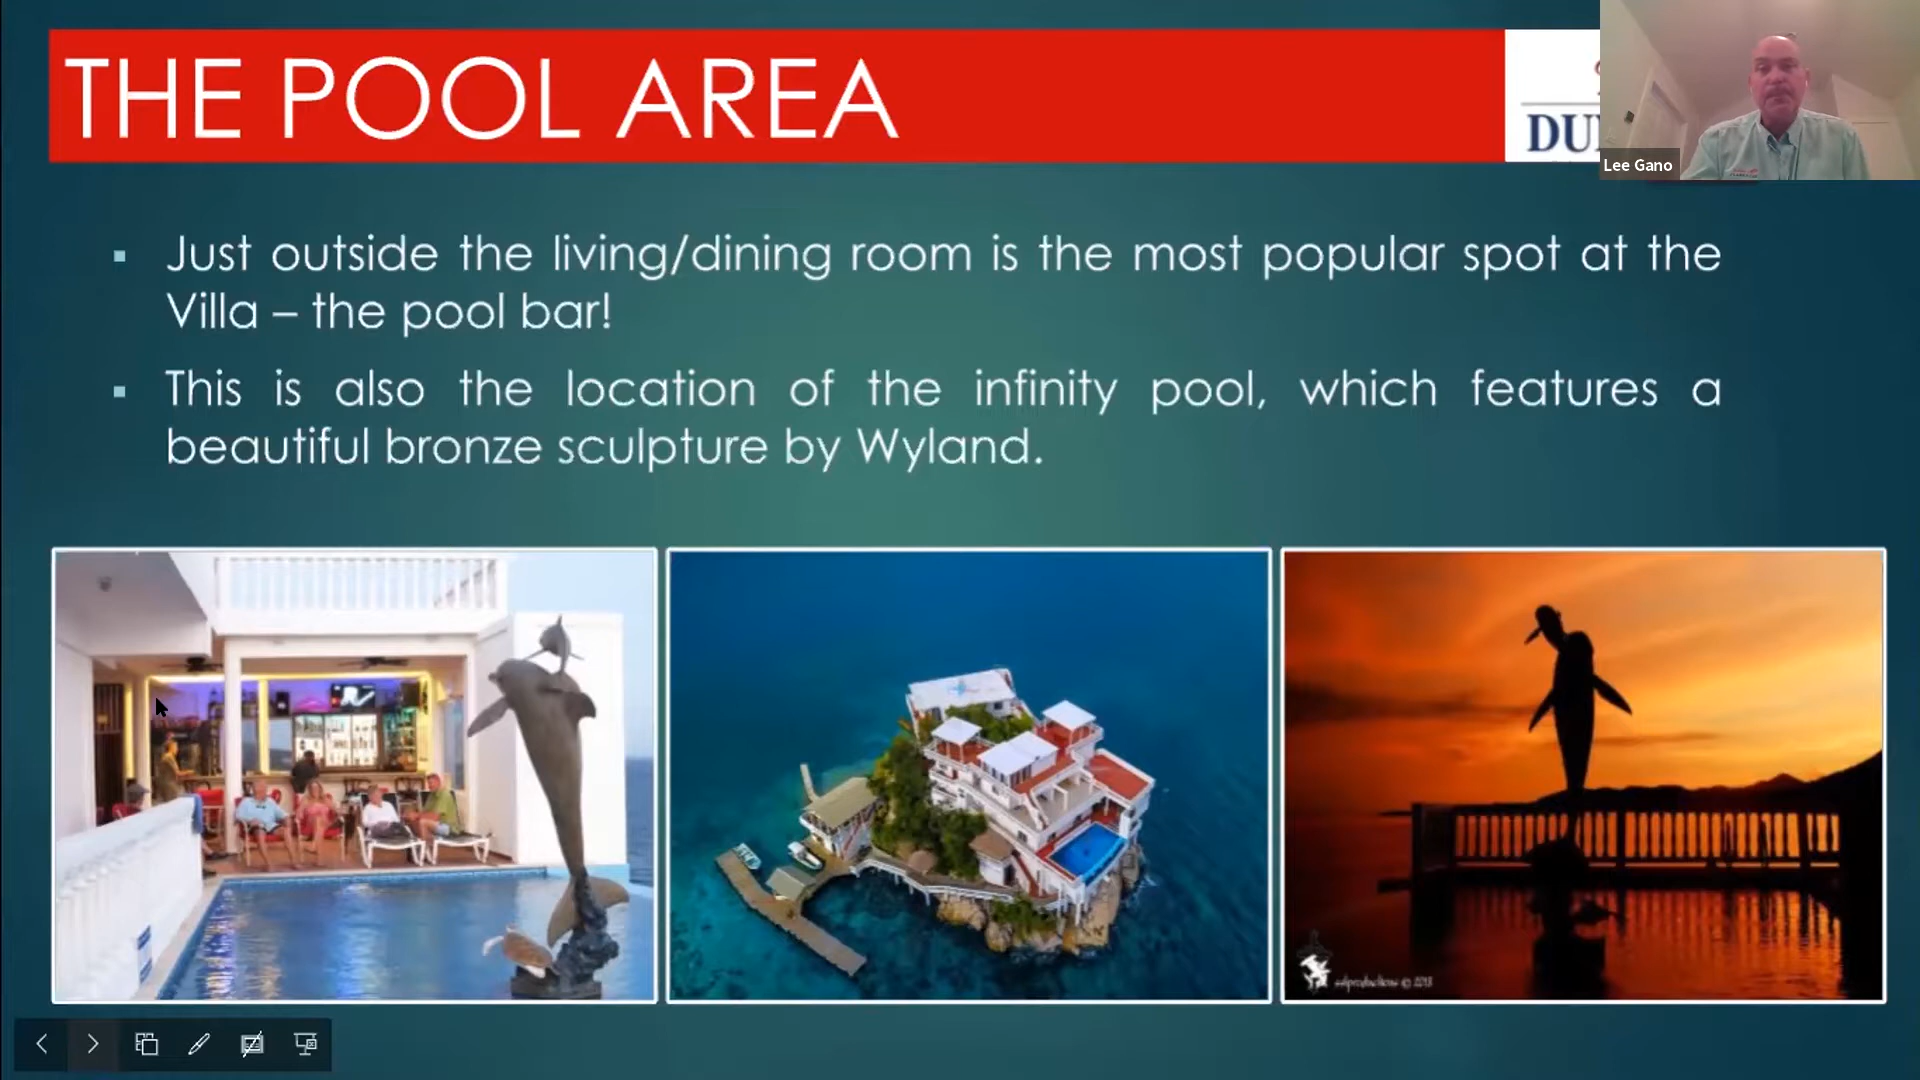 THE POOL AREA
DU
Lee Gano
▪ Just outside the living/dining room is the most popular spot at the
Villa – the pool bar!
▪ This is also the location of the infinity pool, which features a
beautiful bronze sculpture by Wyland.